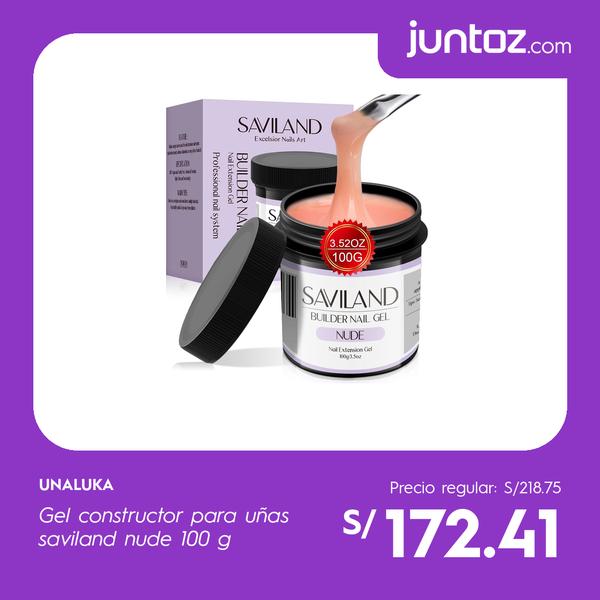 juntoz.com
SAVILAND
Excelsior Nails Art
BUILDER NAIL
Nail Extension Gel
Professional nail system
3.52OZ
100G
SAVILAND
BUILDER NAIL GEL
NUDE
Nail Extension Gel
100g/3.5oz
UNALUKA
Gel constructor para uñas
saviland nude 100 g
Precio regular: S/218.75
S/172.41